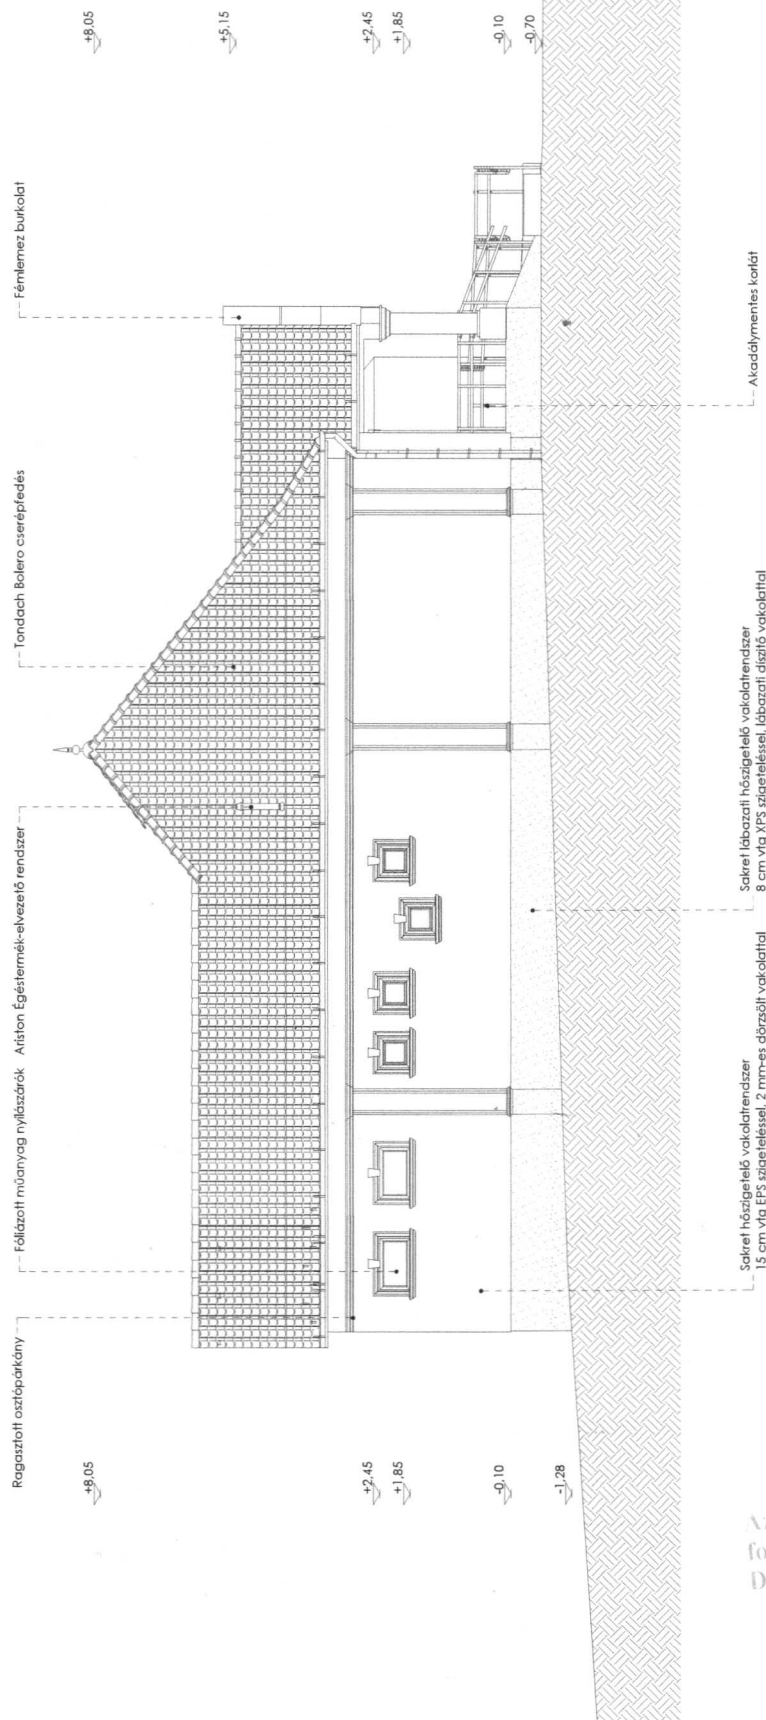 Ragasztott osztópárkány
Fóliázott műanyag nyílászárók
Ariston Égéstermék-elvezető rendszer
Tondach Bolero cserépfedés
Fémlemez burkolat
+8,05
+2,45
+1,85
-0,10
-1,28
+8,05
+5,15
+2,45
+1,85
-0,10
-0,70
Sakret hőszigetelő vakolatrendszer
15 cm vtg EPS szigeteléssel, 2 mm-es dörzsölt vakolattal
Sakret lábazati hőszigetelő vakolatrendszer
8 cm vtg XPS szigeteléssel, lábazati díszítő vakolattal
Akadálymentes korlát